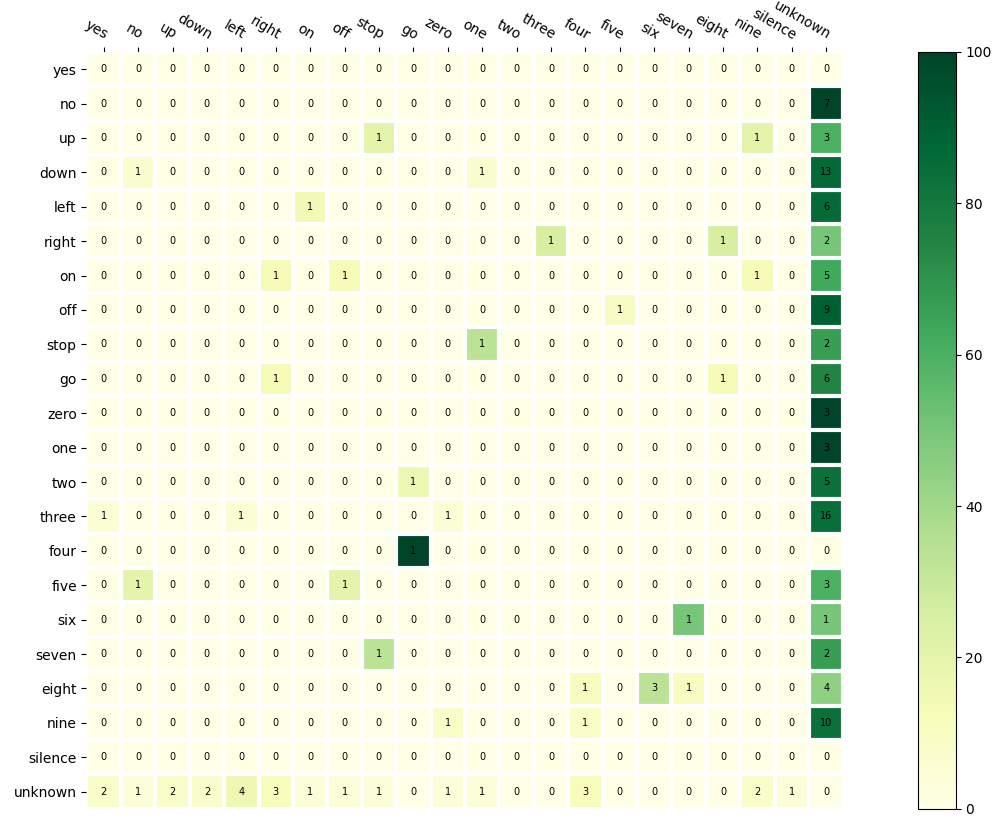 yes no up down left right on off stop go zero one two three four five six seven eight nine silence unknown
yes 0 0 0 0 0 0 0 0 0 0 0 0 0 0 0 0 0 0 0 0 0 0
no 0 0 0 0 0 0 0 0 0 0 0 0 0 0 0 0 0 0 0 0 0 7
up 0 0 0 0 0 0 0 0 1 0 0 0 0 0 0 0 0 0 0 1 0 3
down 0 1 0 0 0 0 0 0 0 0 0 1 0 0 0 0 0 0 0 0 0 13
left 0 0 0 0 0 0 1 0 0 0 0 0 0 0 0 0 0 0 0 0 0 6
right 0 0 0 0 0 0 0 0 0 0 0 0 0 1 0 0 0 0 1 0 0 2
on 0 0 0 0 0 1 0 1 0 0 0 0 0 0 0 0 0 0 0 1 0 5
off 0 0 0 0 0 0 0 0 0 0 0 0 0 0 0 1 0 0 0 0 0 9
stop 0 0 0 0 0 0 0 0 0 0 0 1 0 0 0 0 0 0 0 0 0 2
go 0 0 0 0 0 1 0 0 0 0 0 0 0 0 0 0 0 0 1 0 0 6
zero 0 0 0 0 0 0 0 0 0 0 0 0 0 0 0 0 0 0 0 0 0 3
one 0 0 0 0 0 0 0 0 0 0 0 0 0 0 0 0 0 0 0 0 0 3
two 0 0 0 0 0 0 0 0 0 1 0 0 0 0 0 0 0 0 0 0 0 5
three 1 0 0 0 1 0 0 0 0 0 1 0 0 0 0 0 0 0 0 0 0 16
four 0 0 0 0 0 0 0 0 0 1 0 0 0 0 0 0 0 0 0 0 0 0
five 0 1 0 0 0 0 0 1 0 0 0 0 0 0 0 0 0 0 0 0 0 3
six 0 0 0 0 0 0 0 0 0 0 0 0 0 0 0 0 0 1 0 0 0 1
seven 0 0 0 0 0 0 0 0 1 0 0 0 0 0 0 0 0 0 0 0 0 2
eight 0 0 0 0 0 0 0 0 0 0 0 0 0 0 1 0 3 1 0 0 0 4
nine 0 0 0 0 0 0 0 0 0 0 1 0 0 0 1 0 0 0 0 0 0 10
silence 0 0 0 0 0 0 0 0 0 0 0 0 0 0 0 0 0 0 0 0 0 0
unknown 2 1 2 2 4 3 1 1 1 0 1 1 0 0 3 0 0 0 0 2 1 0
100
80
60
40
20
0